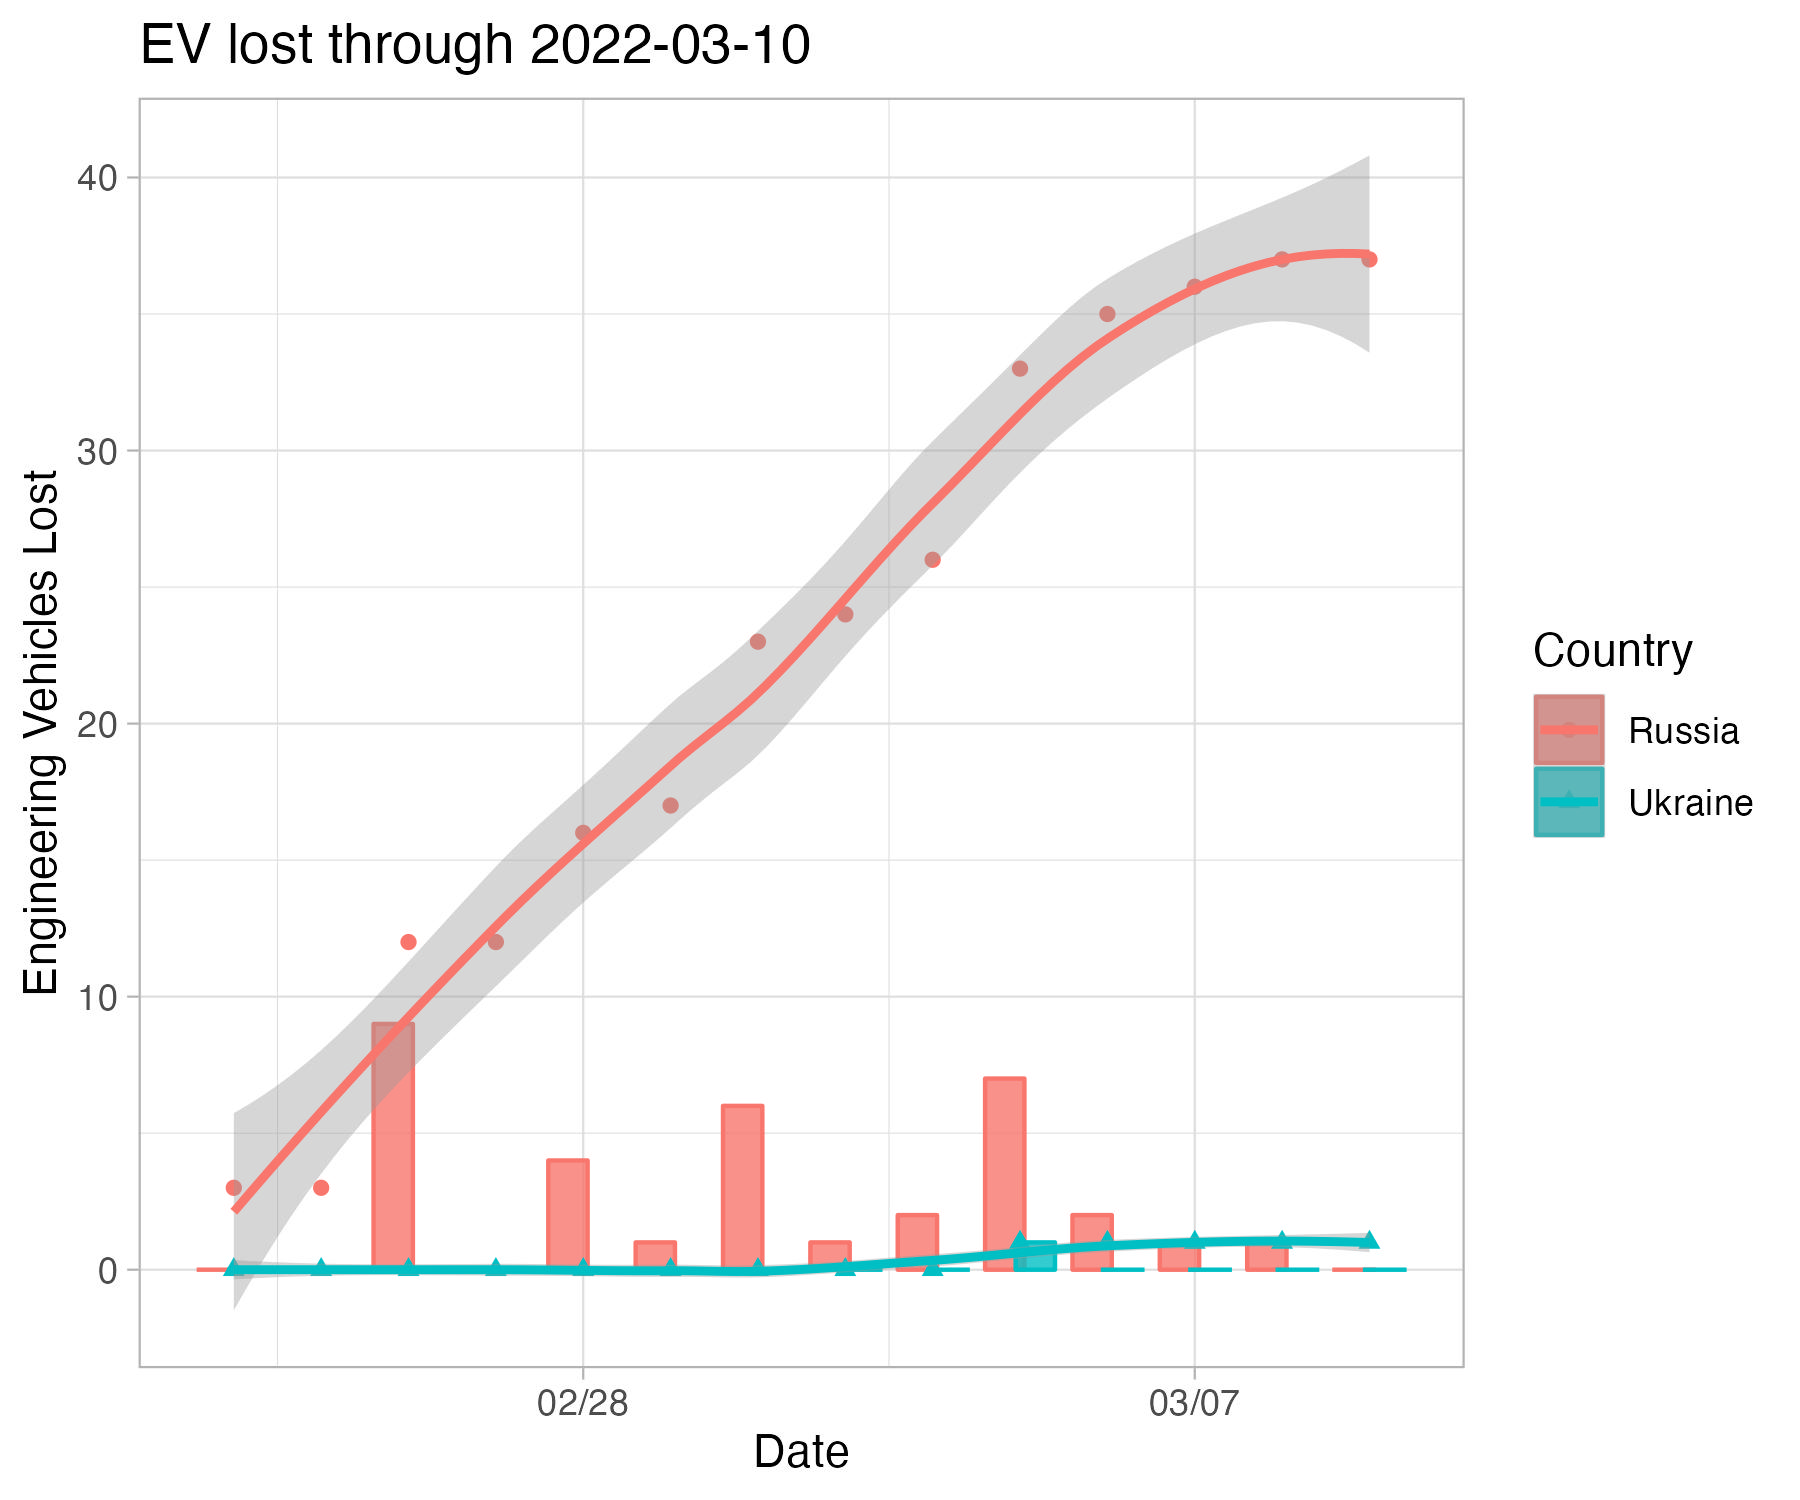 EV lost through 2022-03-10
Engineering Vehicles Lost
40
30
20
10
0
02/28
03/07
Date
Country
Russia
Ukraine